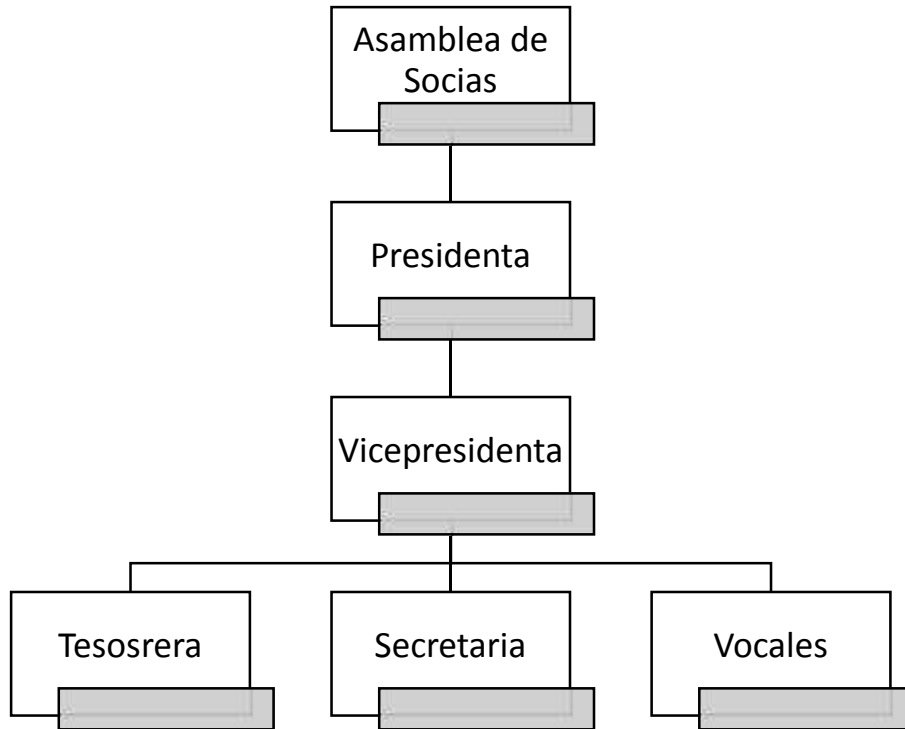 Asamblea de
Socias
Presidenta
Vicepresidenta
Tesosrera
Secretaria
Vocales